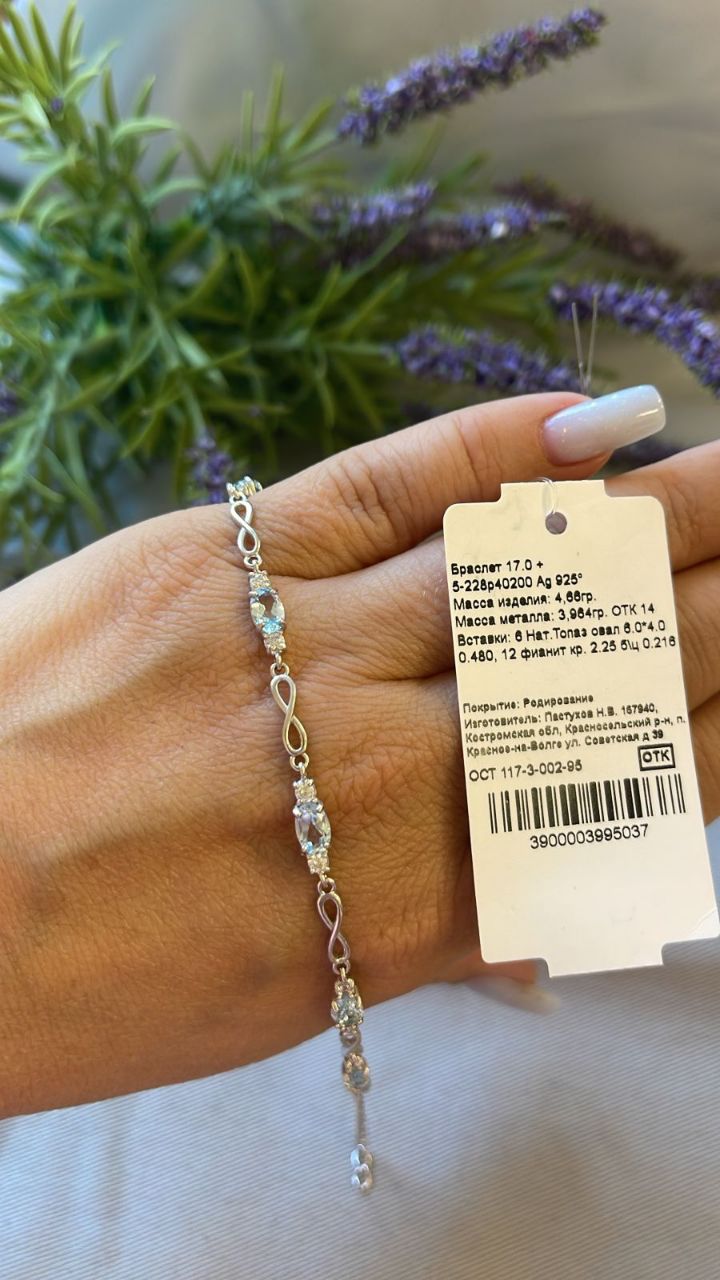 Браслет 17.0 +
5-228р40200 Ag 925°
Масса изделия: 4,66гр.
Масса металла: 3,964гр. ОТК 14
Вставки: 6 Нат.Топаз овал 6.0*4.0
0.480, 12 фианит кр. 2.25 б\ц 0.216
Покрытие: Родирование
Изготовитель: Пастухов Н.В. 157940,
Костромская обл, Красносельский р-н, п.
Красное-на-Волге ул. Советская д 39
ОСТ 117-3-002-95
ОТК
3900003995037